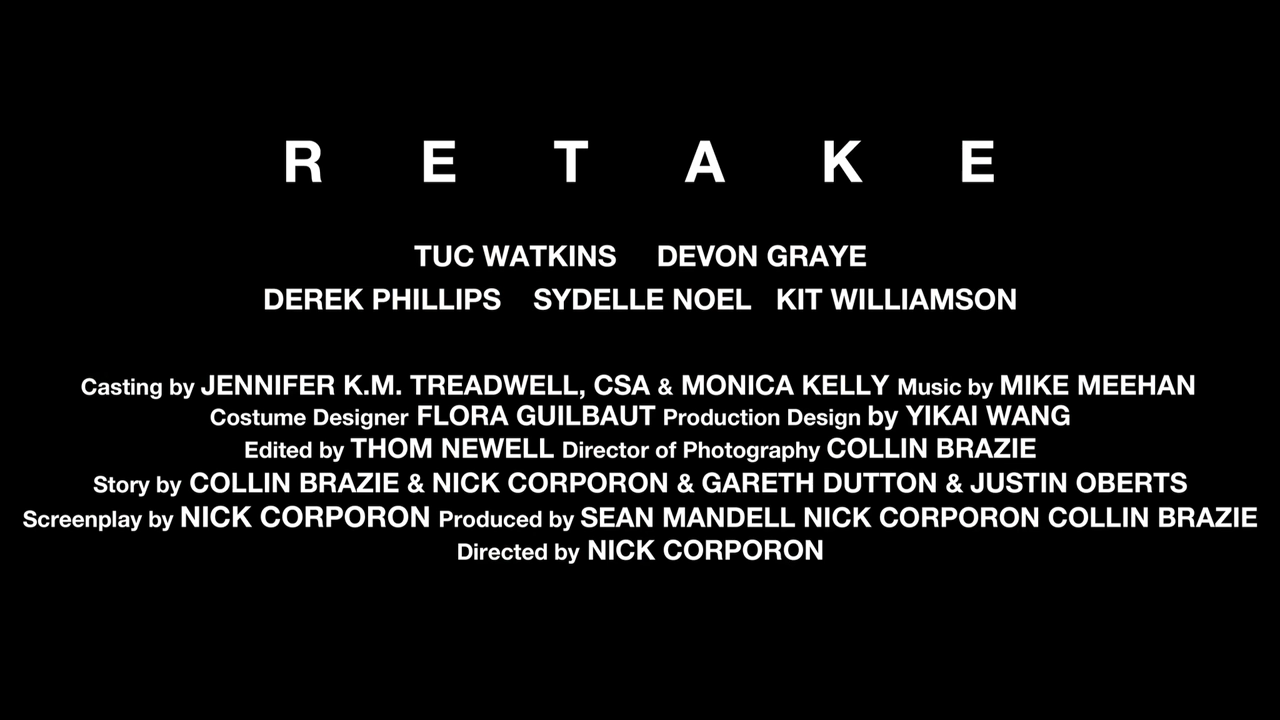 RETAKE
TUC WATKINS DEVON GRAYE
DEREK PHILLIPS SYDELLE NOEL KIT WILLIAMSON
Casting by JENNIFER K.M. TREADWELL, CSA & MONICA KELLY Music by MIKE MEEHAN
Costume Designer FLORA GUILBAUT Production Design by YIKAI WANG
Edited by THOM NEWELL Director of Photography COLLIN BRAZIE
Story by COLLIN BRAZIE & NICK CORPORON & GARETH DUTTON & JUSTIN OBERTS
Screenplay by NICK CORPORON Produced by SEAN MANDELL NICK CORPORON COLLIN BRAZIE
Directed by NICK CORPORON